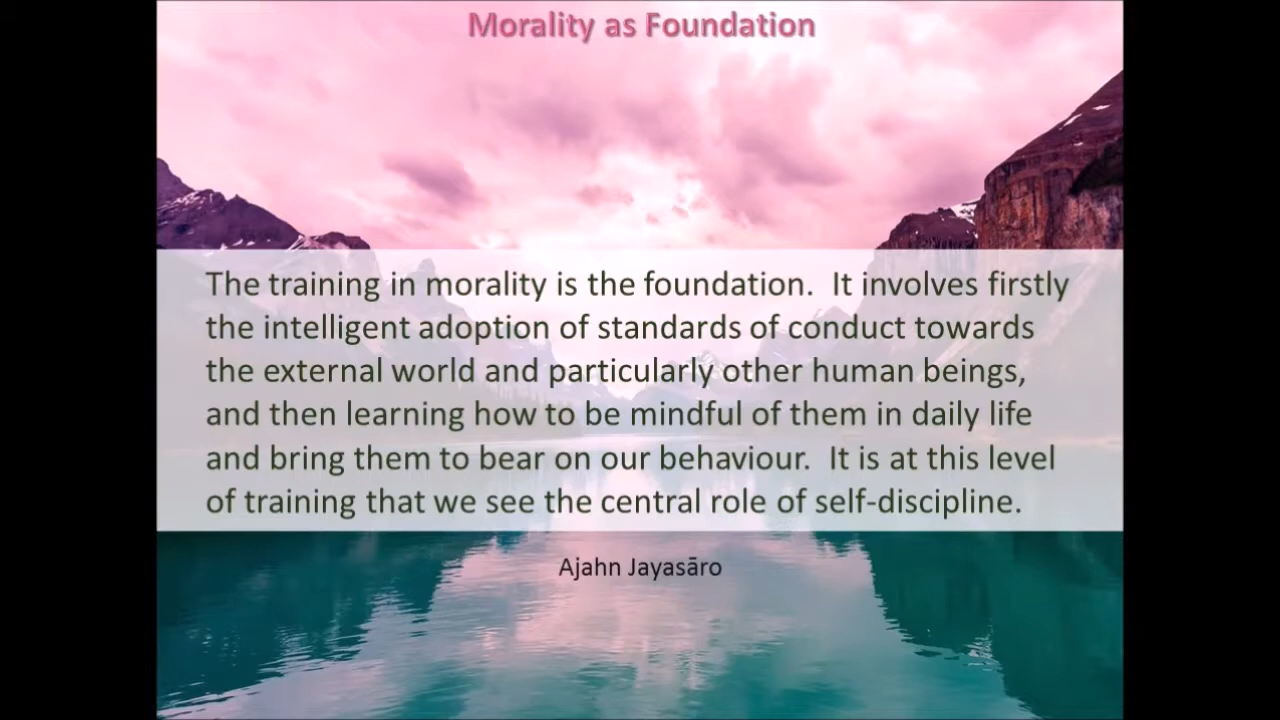 Morality as Foundation
The training in morality is the foundation.  It involves firstly
the intelligent adoption of standards of conduct towards
the external world and particularly other human beings,
and then learning how to be mindful of them in daily life
and bring them to bear on our behaviour.  It is at this level
of training that we see the central role of self-discipline.
Ajahn Jayasāro